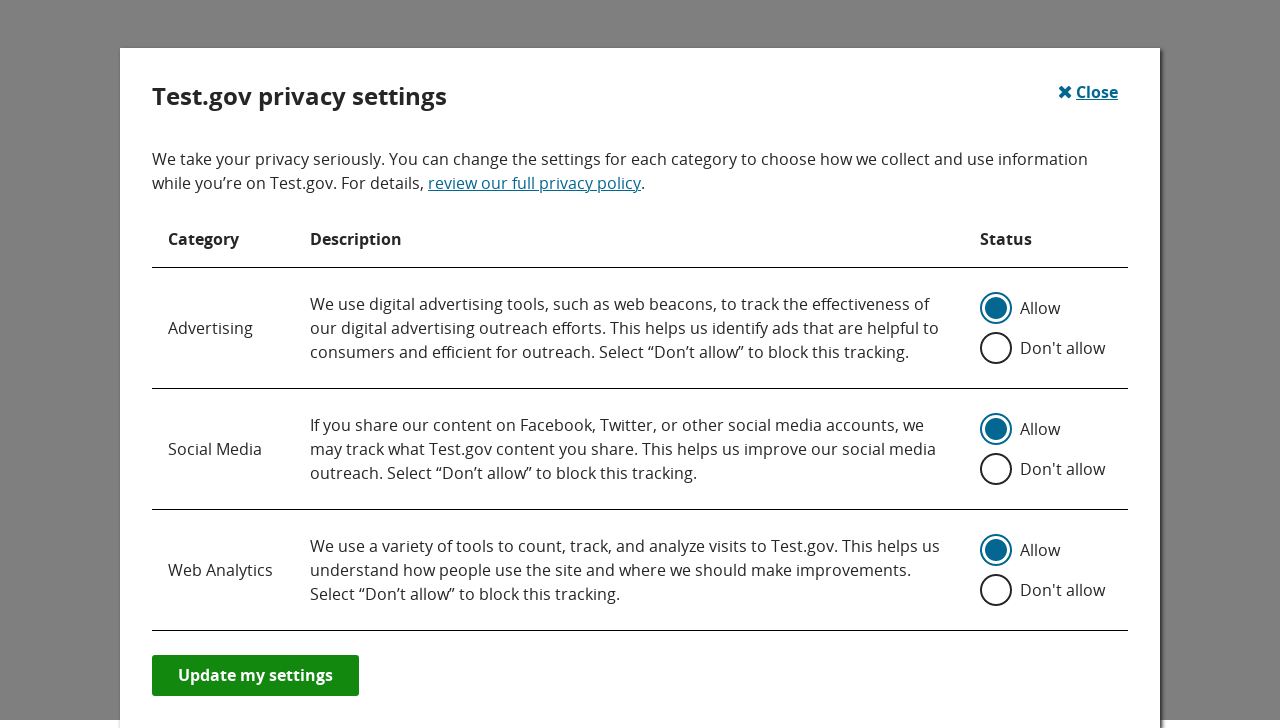 Test.gov privacy settings
✖ Close
We take your privacy seriously. You can change the settings for each category to choose how we collect and use information
while you’re on Test.gov. For details, review our full privacy policy.
Category Description Status
Advertising
We use digital advertising tools, such as web beacons, to track the effectiveness of
our digital advertising outreach efforts. This helps us identify ads that are helpful to
consumers and efficient for outreach. Select “Don’t allow” to block this tracking.
Allow
Don't allow
Social Media
If you share our content on Facebook, Twitter, or other social media accounts, we
may track what Test.gov content you share. This helps us improve our social media
outreach. Select “Don’t allow” to block this tracking.
Allow
Don't allow
Web Analytics
We use a variety of tools to count, track, and analyze visits to Test.gov. This helps us
understand how people use the site and where we should make improvements.
Select “Don’t allow” to block this tracking.
Allow
Don't allow
Update my settings